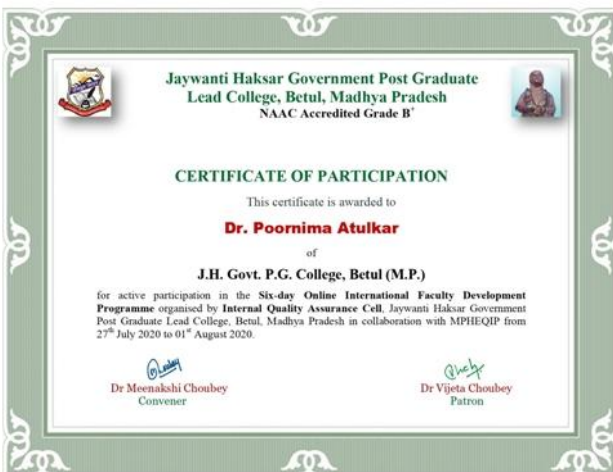 Jaywanti Haksar Government Post Graduate
Lead College, Betul, Madhya Pradesh
NAAC Accredited Grade B+
CERTIFICATE OF PARTICIPATION
This certificate is awarded to
Dr. Poornima Atulkar
of
J.H. Govt. P.G. College, Betul (M.P.)
for active participation in the Six-day Online International Faculty Development
Programme organised by Internal Quality Assurance Cell, Jaywanti Haksar Government
Post Graduate Lead College, Betul, Madhya Pradesh in collaboration with MPHEQIP from
27th July 2020 to 01st August 2020.
Dr Meenakshi Choubey
Convener
Dr Vijeta Choubey
Patron